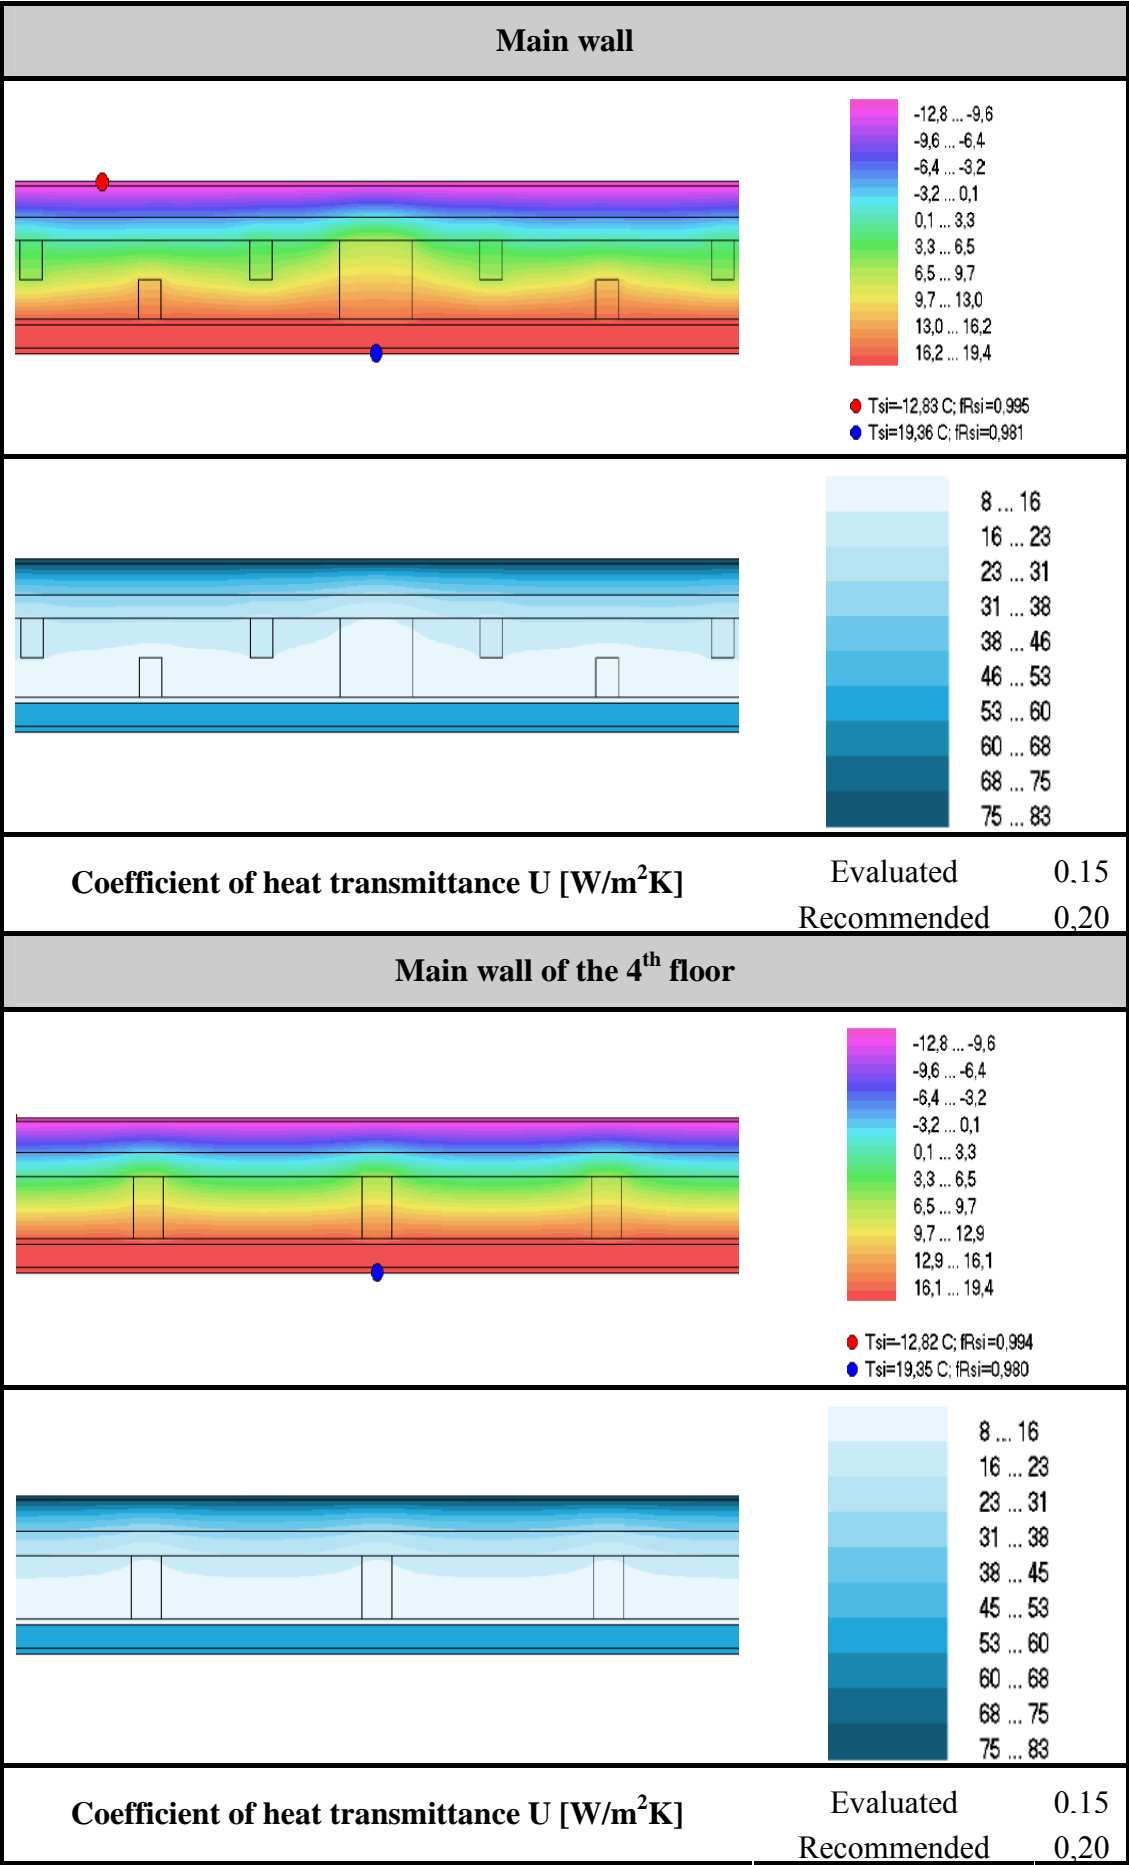 Main wall
-12,8 ... -9,6
-9,6 ... -6,4
-6,4 ... -3,2
-3,2 ... 0,1
0,1 ... 3,3
3,3 ... 6,5
6,5 ... 9,7
9,7 ... 13,0
13,0 ... 16,2
16,2 ... 19,4
Tsi=-12,83 C; fRsi=0,995
Tsi=19,36 C; fRsi=0,981
8 ... 16
16 ... 23
23 ... 31
31 ... 38
38 ... 46
46 ... 53
53 ... 60
60 ... 68
68 ... 75
75 ... 83
Coefficient of heat transmittance U [W/m²K]
Evaluated 0,15
Recommended 0,20
Main wall of the 4th floor
-12,8 ... -9,6
-9,6 ... -6,4
-6,4 ... -3,2
-3,2 ... 0,1
0,1 ... 3,3
3,3 ... 6,5
6,5 ... 9,7
9,7 ... 12,9
12,9 ... 16,1
16,1 ... 19,4
Tsi=-12,82 C; fRsi=0,994
Tsi=19,35 C; fRsi=0,980
8 ... 16
16 ... 23
23 ... 31
31 ... 38
38 ... 45
45 ... 53
53 ... 60
60 ... 68
68 ... 75
75 ... 83
Coefficient of heat transmittance U [W/m²K]
Evaluated 0,15
Recommended 0,20